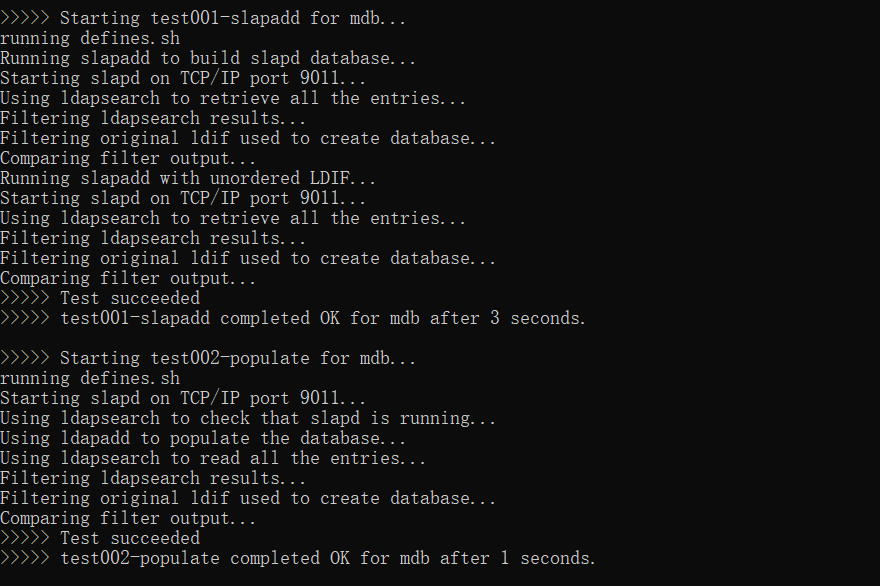 >>>>> Starting test001-slapadd for mdb...
running defines.sh
Running slapadd to build slapd database...
Starting slapd on TCP/IP port 9011...
Using ldapsearch to retrieve all the entries...
Filtering ldapsearch results...
Filtering original ldif used to create database...
Comparing filter output...
Running slapadd with unordered LDIF...
Starting slapd on TCP/IP port 9011...
Using ldapsearch to retrieve all the entries...
Filtering ldapsearch results...
Filtering original ldif used to create database...
Comparing filter output...
>>>>> Test succeeded
>>>>> test001-slapadd completed OK for mdb after 3 seconds.

>>>>> Starting test002-populate for mdb...
running defines.sh
Starting slapd on TCP/IP port 9011...
Using ldapsearch to check that slapd is running...
Using ldapadd to populate the database...
Using ldapsearch to read all the entries...
Filtering ldapsearch results...
Filtering original ldif used to create database...
Comparing filter output...
>>>>> Test succeeded
>>>>> test002-populate completed OK for mdb after 1 seconds.